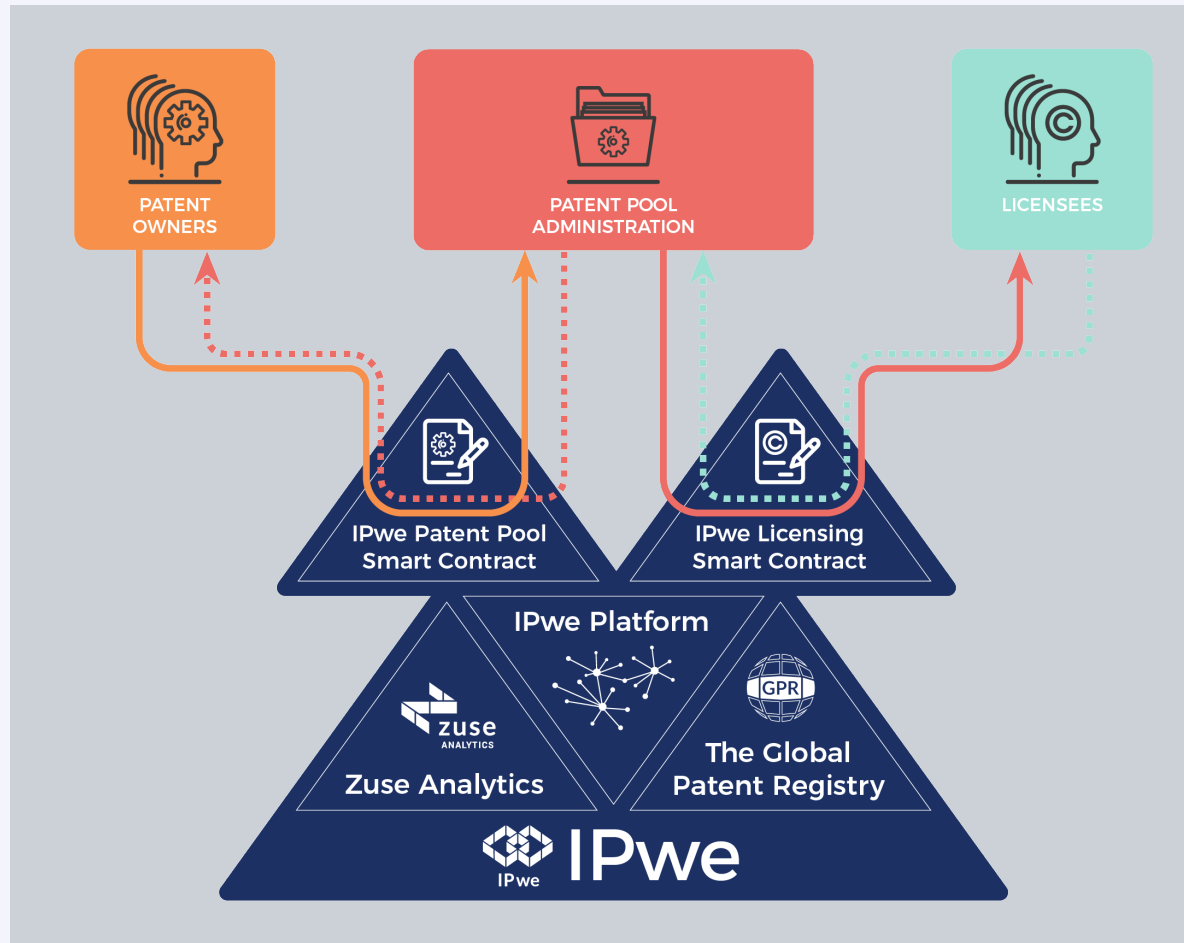 PATENT
OWNERS
PATENT POOL
ADMINISTRATION
LICENSEES
IPwe Patent Pool
Smart Contract
IPwe Licensing
Smart Contract
IPwe Platform
zuse
ANALYTICS
Zuse Analytics
GPR
The Global
Patent Registry
IPwe
IPwe